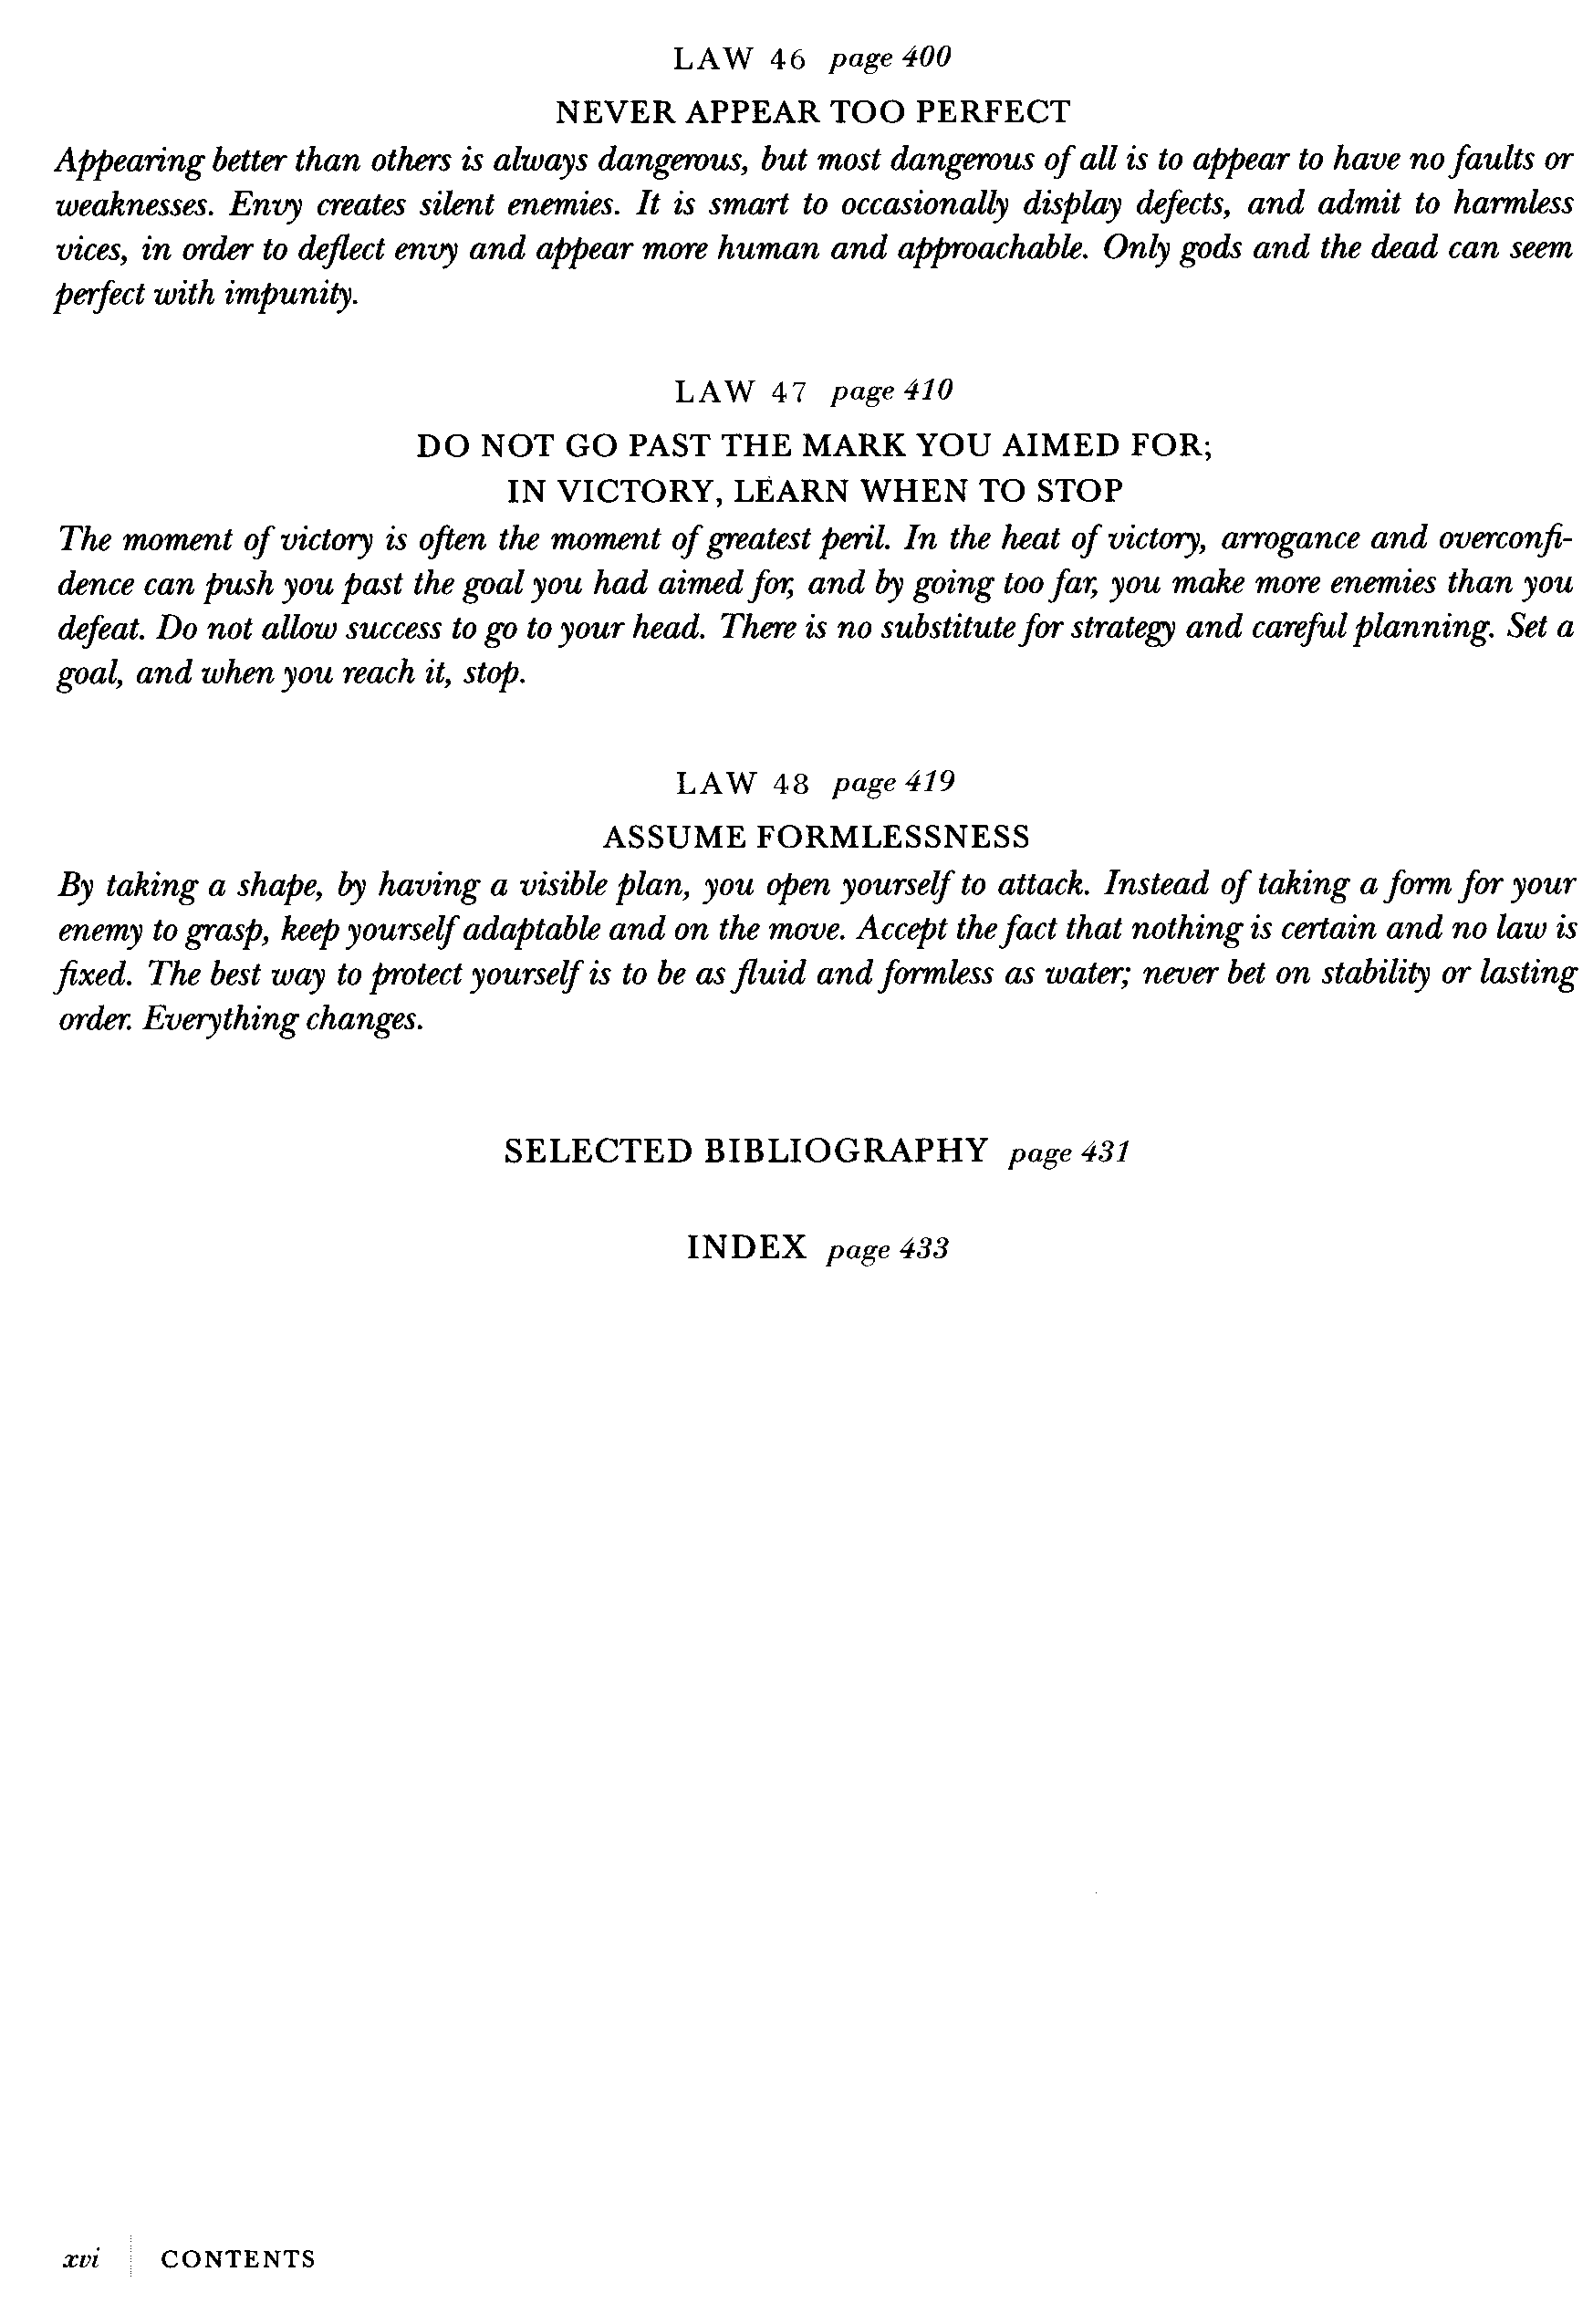 LAW 46 page 400
NEVER APPEAR TOO PERFECT
Appearing better than others is always dangerous, but most dangerous of all is to appear to have no faults or
weaknesses. Envy creates silent enemies. It is smart to occasionally display defects, and admit to harmless
vices, in order to deflect envy and appear more human and approachable. Only gods and the dead can seem
perfect with impunity.
LAW 47 page 410
DO NOT GO PAST THE MARK YOU AIMED FOR;
IN VICTORY, LEARN WHEN TO STOP
The moment of victory is often the moment of greatest peril. In the heat of victory, arrogance and overconfi-
dence can push you past the goal you had aimed for, and by going too far, you make more enemies than you
defeat. Do not allow success to go to your head. There is no substitute for strategy and careful planning. Set a
goal, and when you reach it, stop.
LAW 48 page 419
ASSUME FORMLESSNESS
By taking a shape, by having a visible plan, you open yourself to attack. Instead of taking a form for your
enemy to grasp, keep yourself adaptable and on the move. Accept the fact that nothing is certain and no law is
fixed. The best way to protect yourself is to be as fluid and formless as water; never bet on stability or lasting
order. Everything changes.
SELECTED BIBLIOGRAPHY page 431
INDEX page 433
xvi CONTENTS